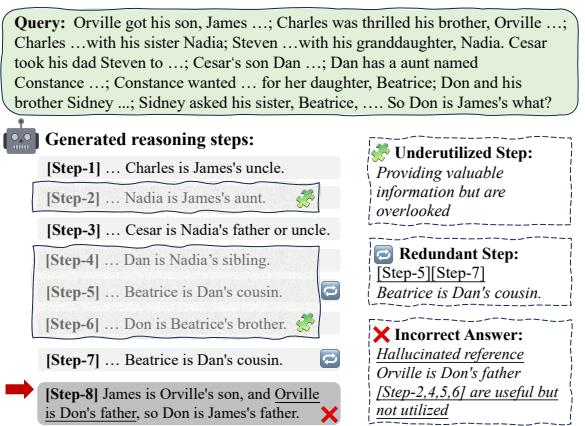 Query: Orville got his son, James …; Charles was thrilled his brother, Orville …;
Charles …with his sister Nadia; Steven …with his granddaughter, Nadia. Cesar
took his dad Steven to …; Cesar's son Dan …; Dan has a aunt named
Constance …; Constance wanted … for her daughter, Beatrice; Don and his
brother Sidney ...; Sidney asked his sister, Beatrice, …. So Don is James's what?
Generated reasoning steps:
[Step-1] … Charles is James's uncle.
[Step-2] … Nadia is James's aunt.
[Step-3] … Cesar is Nadia's father or uncle.
[Step-4] … Dan is Nadia's sibling.
[Step-5] … Beatrice is Dan's cousin.
[Step-6] … Don is Beatrice's brother.
[Step-7] … Beatrice is Dan's cousin.
[Step-8] James is Orville's son, and Orville
is Don's father, so Don is James's father.
Underutilized Step:
Providing valuable
information but are
overlooked
Redundant Step:
[Step-5][Step-7]
Beatrice is Dan's cousin.
Incorrect Answer:
Hallucinated reference
Orville is Don's father
[Step-2,4,5,6] are useful but
not utilized